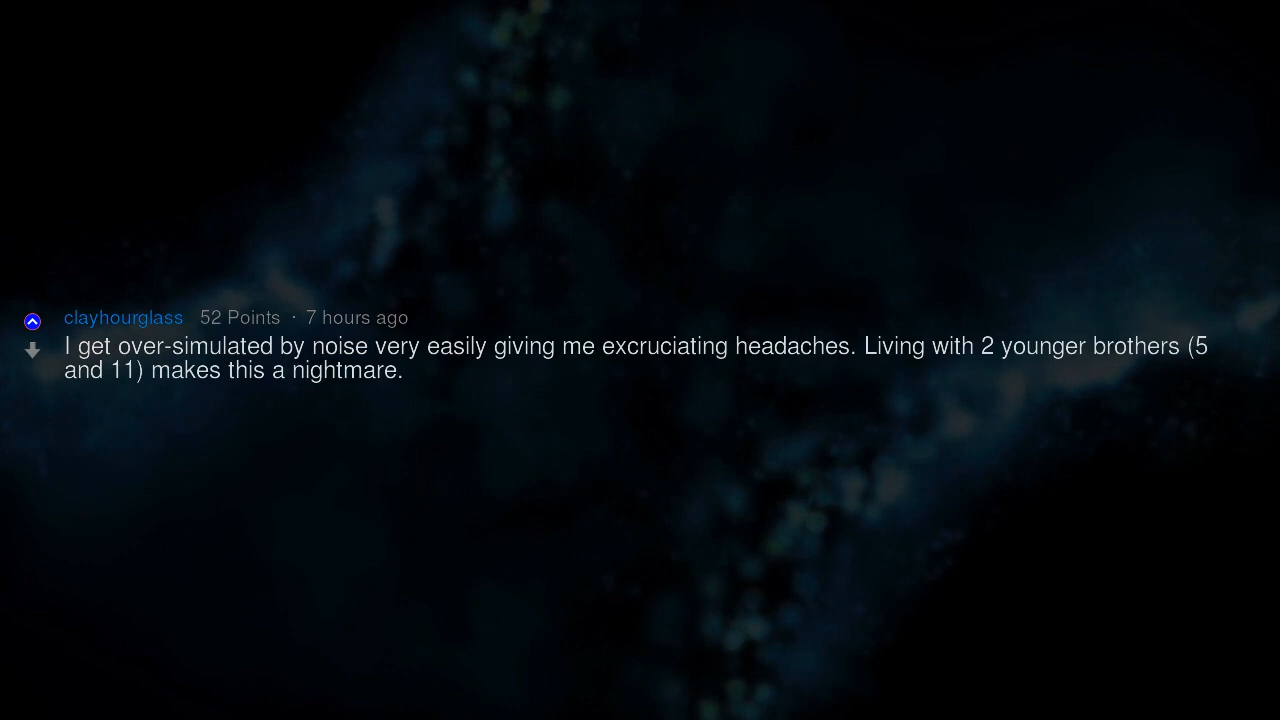 clayhourglass 52 Points · 7 hours ago
I get over-simulated by noise very easily giving me excruciating headaches. Living with 2 younger brothers (5
and 11) makes this a nightmare.